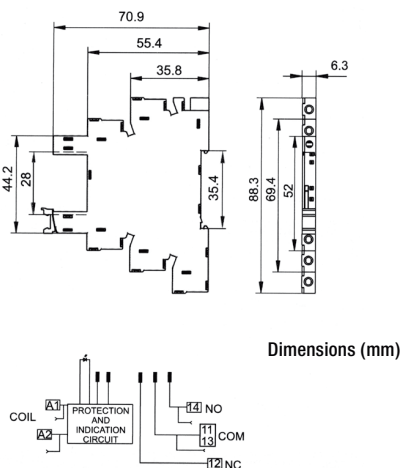 70.9
55.4
35.8
6.3
44.2
28
35.4
88.3
69.4
52
Dimensions (mm)
COIL
A1
A2
PROTECTION
AND
INDICATION
CIRCUIT
14 NO
11
13
COM
12 NC